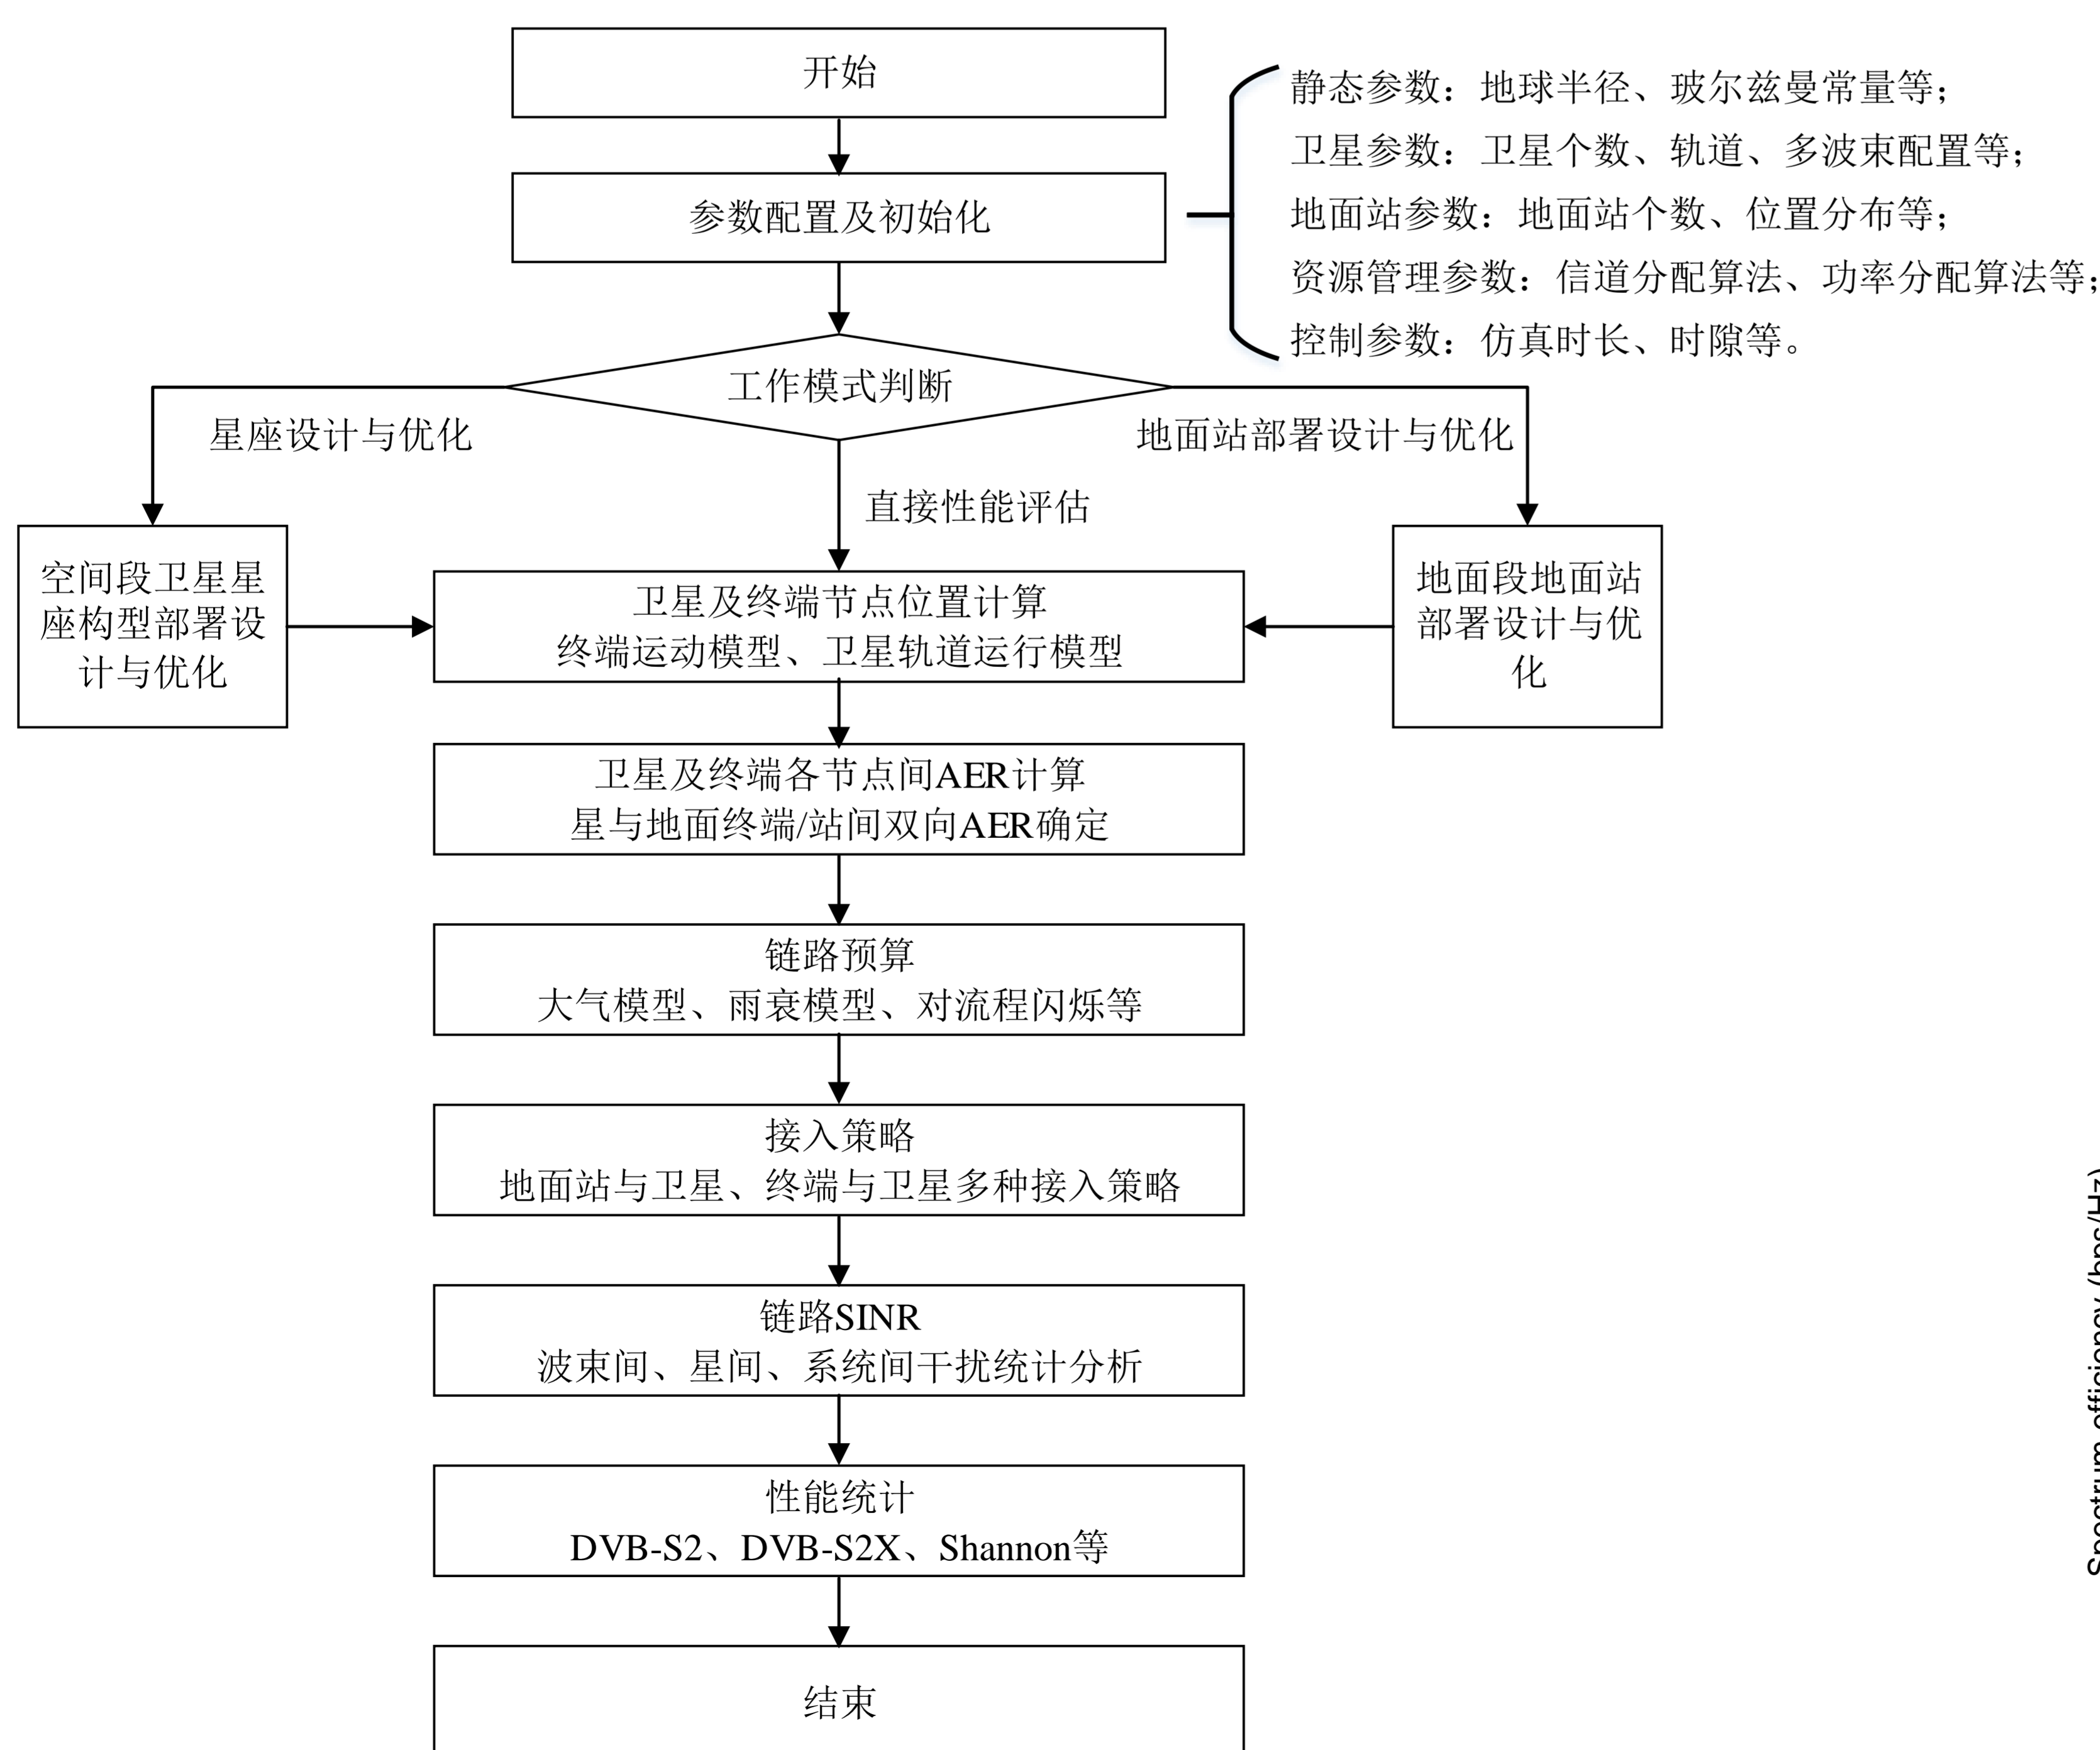 开始
静态参数：地球半径、玻尔兹曼常量等；
卫星参数：卫星个数、轨道、多波束配置等；
参数配置及初始化
地面站参数：地面站个数、位置分布等；
资源管理参数：信道分配算法、功率分配算法等；
控制参数：仿真时长、时隙等。
工作模式判断
星座设计与优化
地面站部署设计与优化
直接性能评估
空间段卫星星
座构型部署设
计与优化
卫星及终端节点位置计算
终端运动模型、卫星轨道运行模型
地面段地面站
部署设计与优
化
卫星及终端各节点间AER计算
星与地面终端/站间双向AER确定
链路预算
大气模型、雨衰模型、对流程闪烁等
接入策略
地面站与卫星、终端与卫星多种接入策略
链路SINR
波束间、星间、系统间干扰统计分析
性能统计
DVB-S2、DVB-S2X、Shannon等
结束
Spectrum efficiency (bps/Hz)